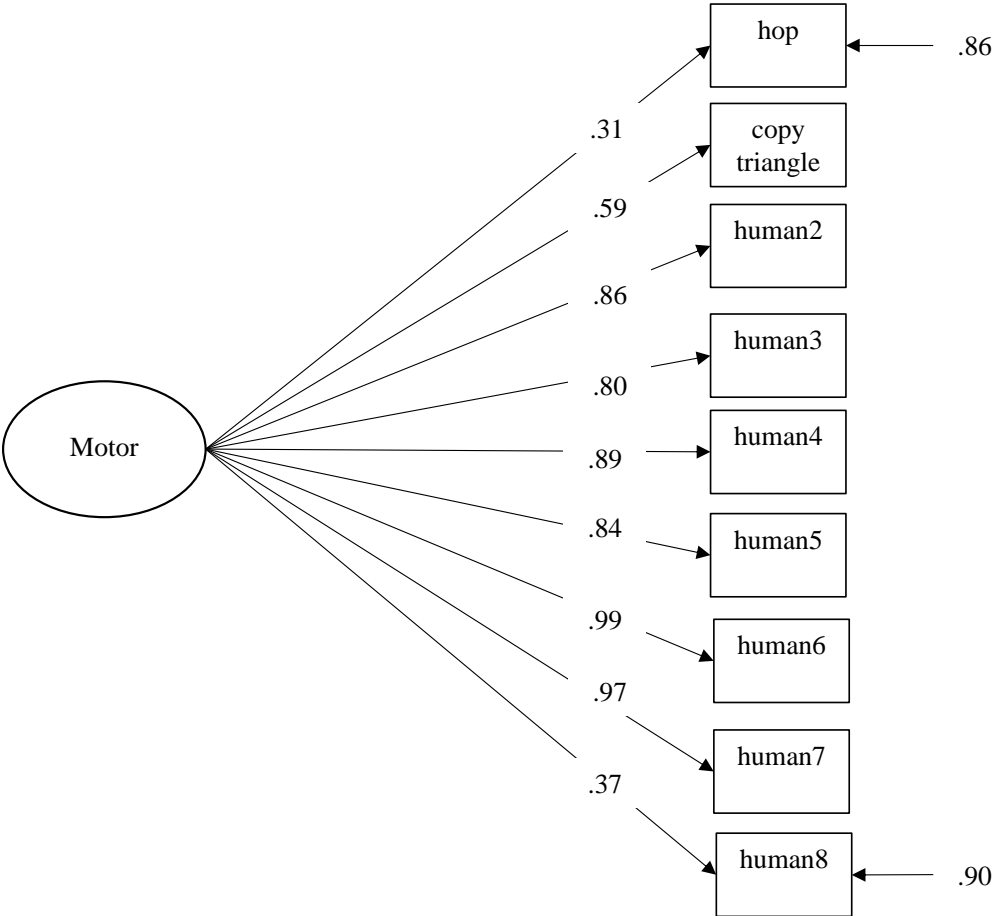 hop
.86
.31
copy
triangle
.59
human2
.86
human3
.80
Motor
human4
.89
.84
human5
.99
human6
.97
human7
.37
human8
.90